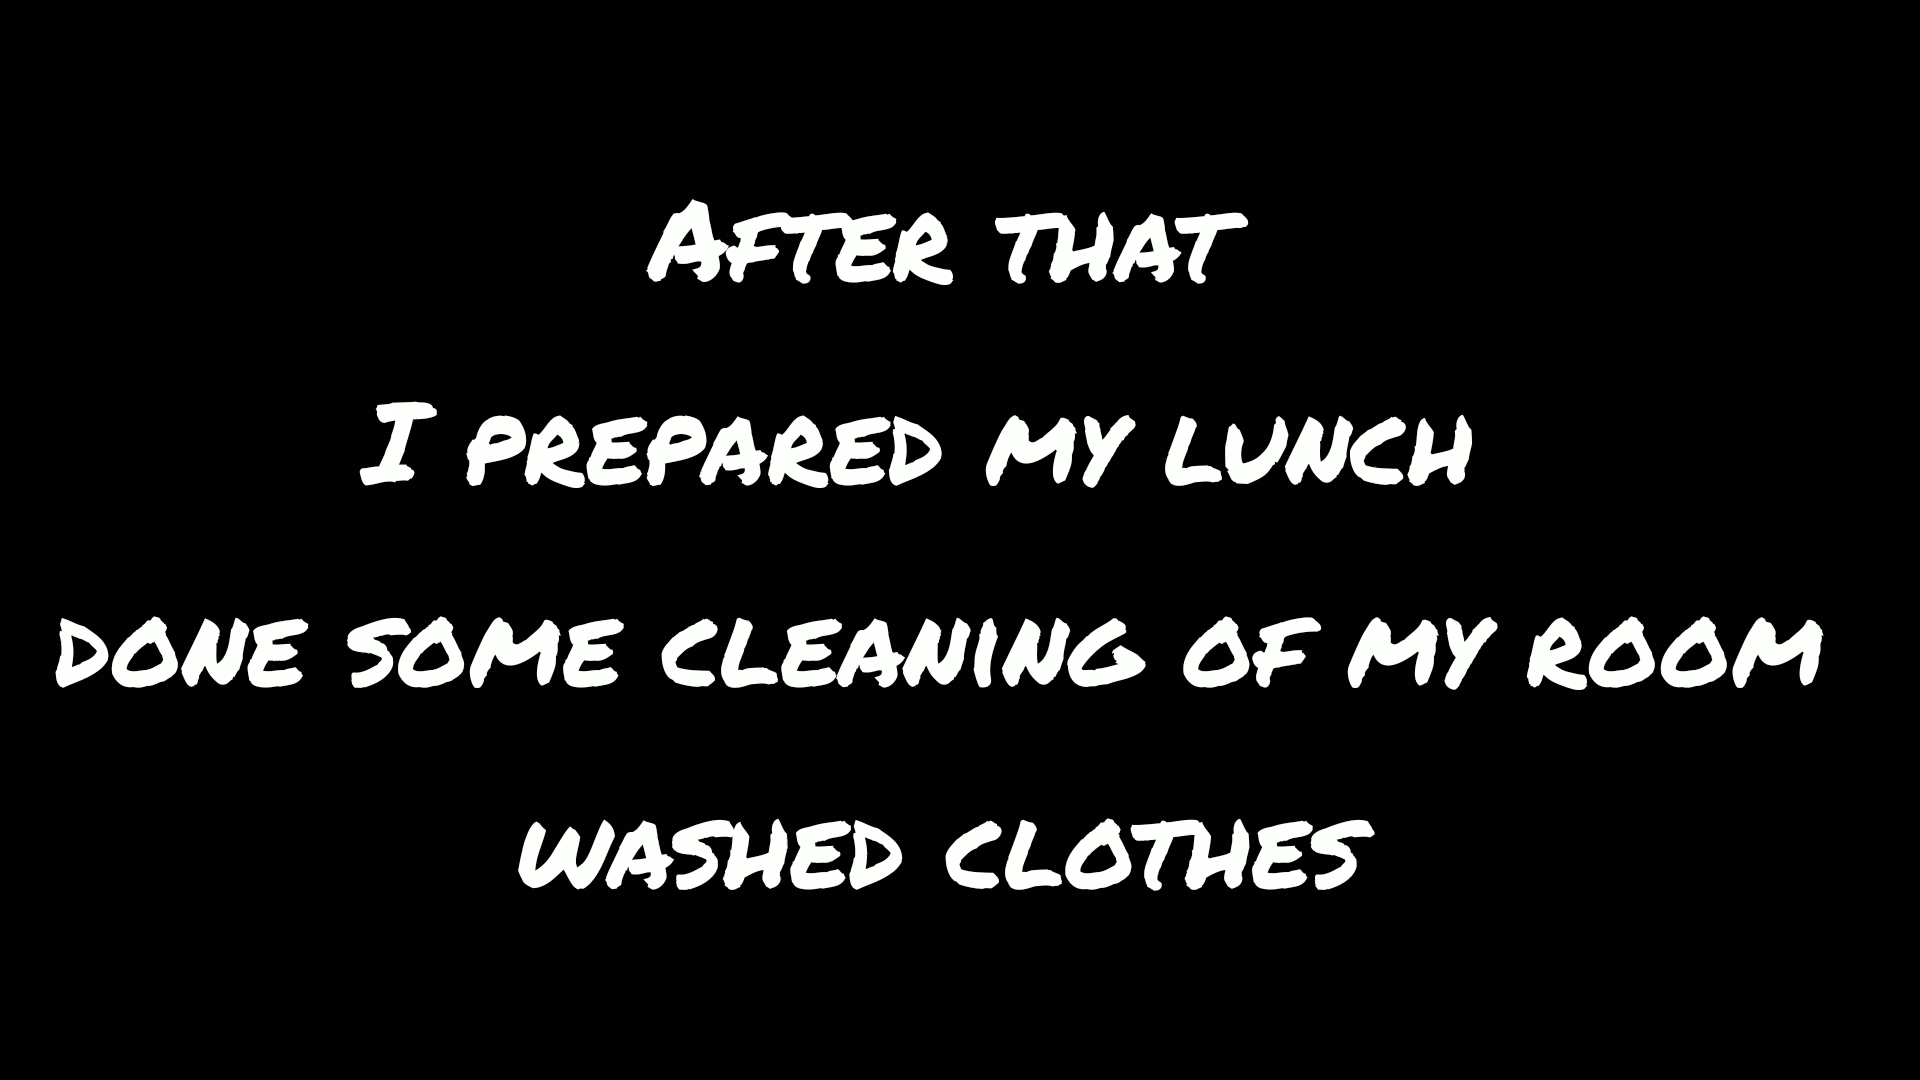 After that
I prepared my lunch
done some cleaning of my room
washed clothes